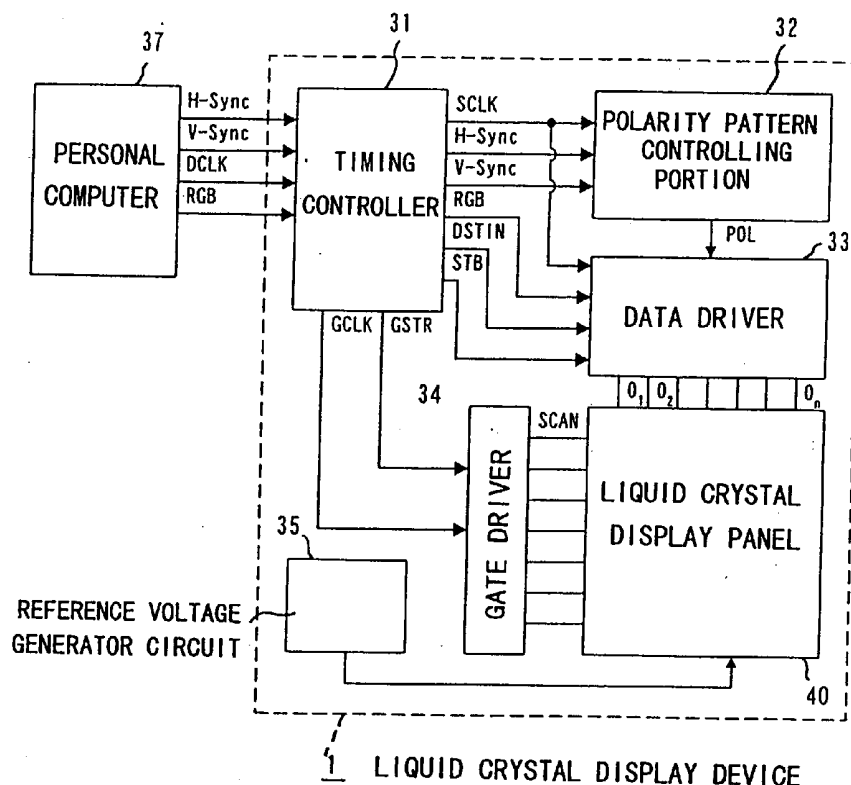 37
31
32
H-Sync
V-Sync
DCLK
RGB
PERSONAL
COMPUTER
TIMING
CONTROLLER
SCLK
H-Sync
V-Sync
RGB
DSTIN
STB
POLARITY PATTERN
CONTROLLING
PORTION
POL
33
DATA DRIVER
GCLK
GSTR
34
O1
O2
On
SCAN
GATE DRIVER
LIQUID CRYSTAL
DISPLAY PANEL
35
REFERENCE VOLTAGE
GENERATOR CIRCUIT
40
1 LIQUID CRYSTAL DISPLAY DEVICE